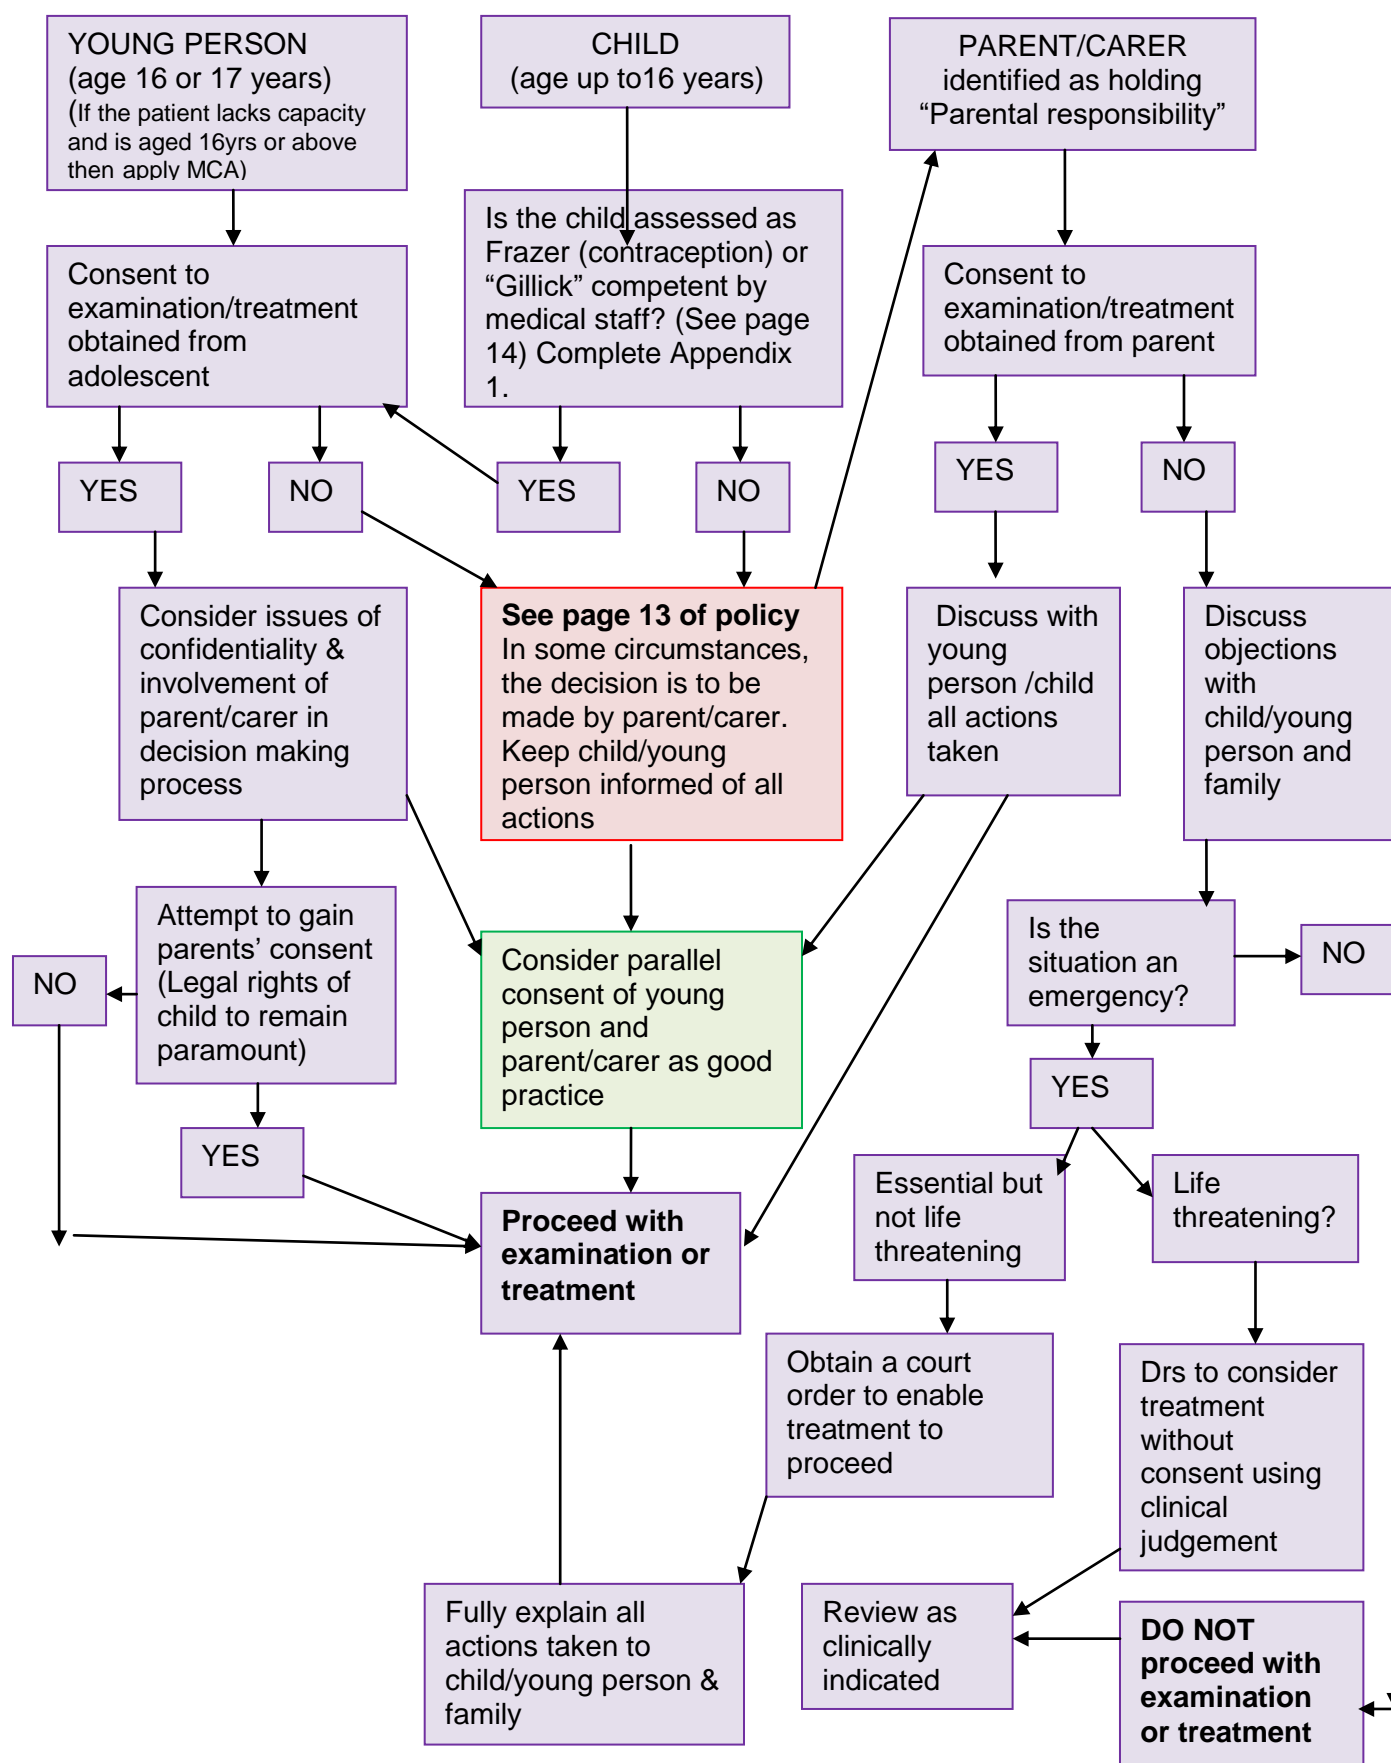 YOUNG PERSON
(age 16 or 17 years)
(If the patient lacks capacity
and is aged 16yrs or above
then apply MCA)
CHILD
(age up to16 years)
PARENT/CARER
identified as holding
“Parental responsibility”
Consent to
examination/treatment
obtained from
adolescent
Is the child assessed as
Frazer (contraception) or
“Gillick” competent by
medical staff? (See page
14) Complete Appendix
1.
Consent to
examination/treatment
obtained from parent
YES
NO
YES
NO
YES
NO
Consider issues of
confidentiality &
involvement of
parent/carer in
decision making
process
See page 13 of policy
In some circumstances,
the decision is to be
made by parent/carer.
Keep child/young
person informed of all
actions
Discuss with
young
person /child
all actions
taken
Discuss
objections
with
child/young
person and
family
NO
Attempt to gain
parents’ consent
(Legal rights of
child to remain
paramount)
Consider parallel
consent of young
person and
parent/carer as good
practice
Is the
situation an
emergency?
NO
YES
YES
Proceed with
examination or
treatment
Essential but
not life
threatening
Life
threatening?
Obtain a court
order to enable
treatment to
proceed
Drs to consider
treatment
without
consent using
clinical
judgement
Fully explain all
actions taken to
child/young person &
family
Review as
clinically
indicated
DO NOT
proceed with
examination
or treatment